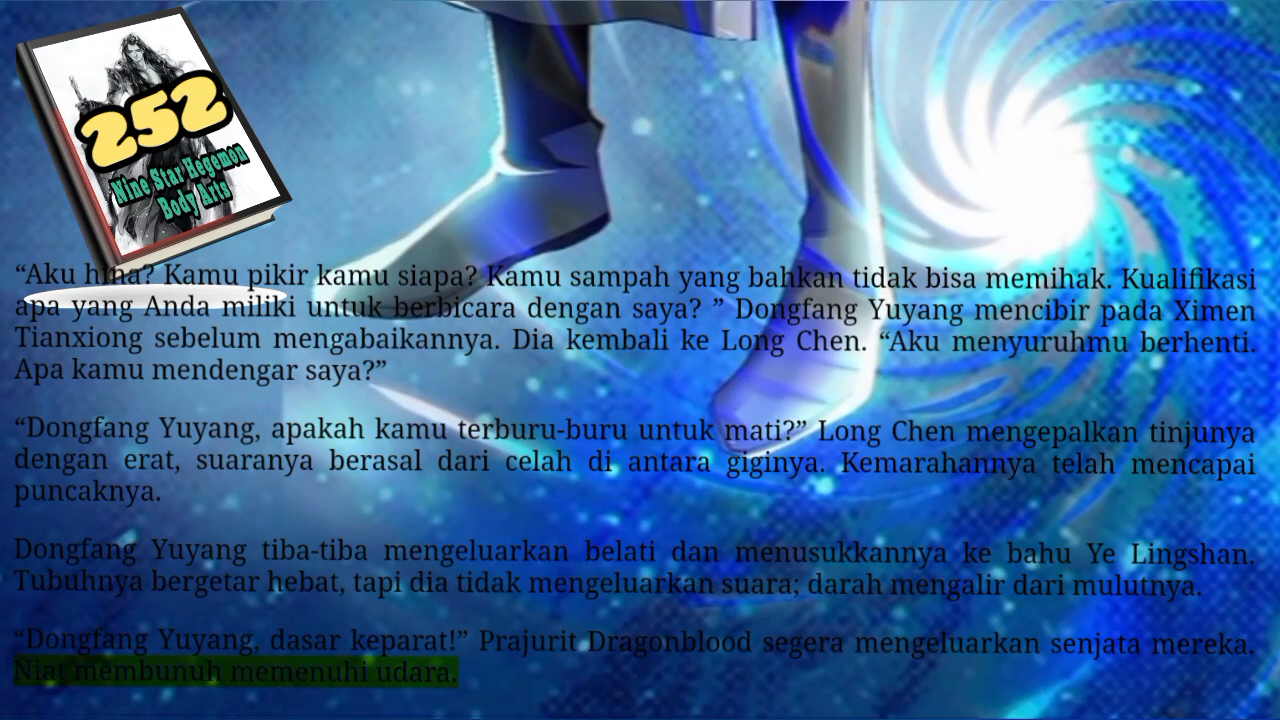 252
Nine Star Hegemon
Body Arts
“Aku hina? Kamu pikir kamu siapa? Kamu sampah yang bahkan tidak bisa memihak. Kualifikasi
apa yang Anda miliki untuk berbicara dengan saya? ” Dongfang Yuyang mencibir pada Ximen
Tianxiong sebelum mengabaikannya. Dia kembali ke Long Chen. “Aku menyuruhmu berhenti.
Apa kamu mendengar saya?”
“Dongfang Yuyang, apakah kamu terburu-buru untuk mati?” Long Chen mengepalkan tinjunya
dengan erat, suaranya berasal dari celah di antara giginya. Kemarahannya telah mencapai
puncaknya.
Dongfang Yuyang tiba-tiba mengeluarkan belati dan menusukkannya ke bahu Ye Lingshan.
Tubuhnya bergetar hebat, tapi dia tidak mengeluarkan suara; darah mengalir dari mulutnya.
“Dongfang Yuyang, dasar keparat!” Prajurit Dragonblood segera mengeluarkan senjata mereka.
Niat membunuh memenuhi udara.